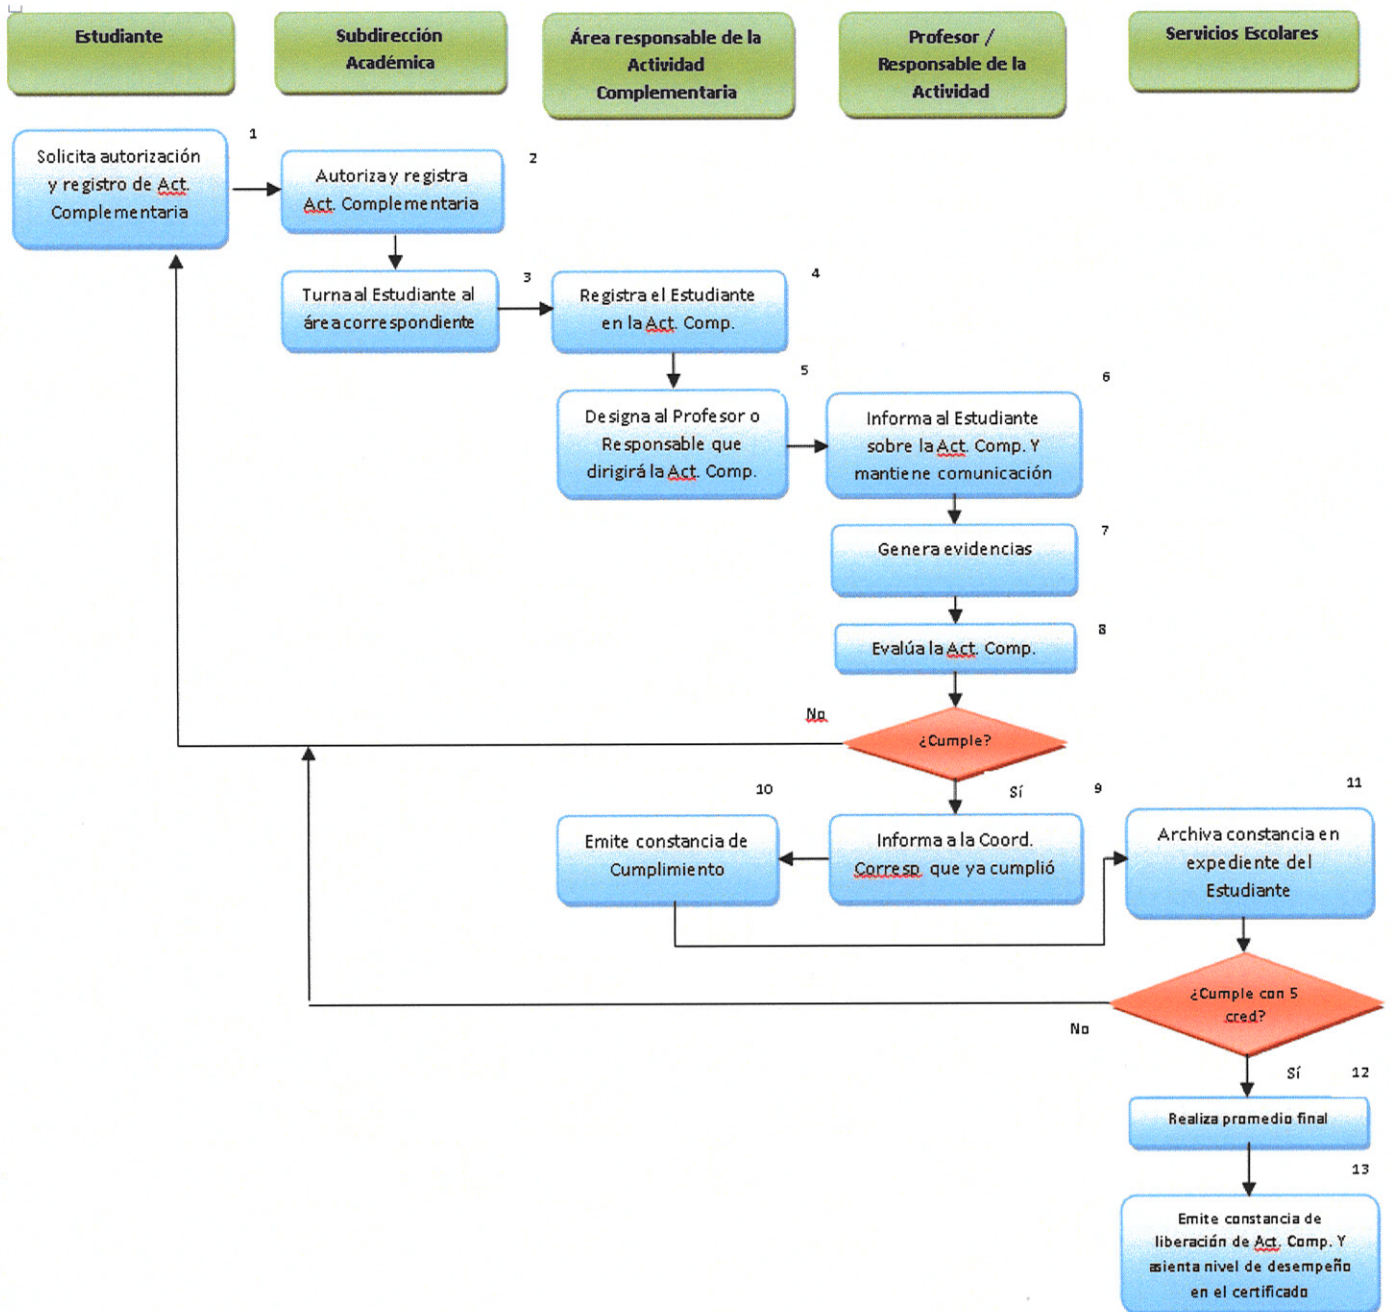 Estudiante
Subdirección
Académica
Área responsable de la
Actividad
Complementaria
Profesor /
Responsable de la
Actividad
Servicios Escolares
1
Solicita autorización
y registro de Act.
Complementaria
2
Autoriza y registra
Act. Complementaria
3
Turna al Estudiante al
área correspondiente
4
Registra el Estudiante
en la Act. Comp.
5
Designa al Profesor o
Responsable que
dirigirá la Act. Comp.
6
Informa al Estudiante
sobre la Act. Comp. Y
mantiene comunicación
7
Genera evidencias
8
Evalúa la Act. Comp.
No
¿Cumple?
Sí
9
Informa a la Coord.
Corresp. que ya cumplió
10
Emite constancia de
Cumplimiento
11
Archiva constancia en
expediente del
Estudiante
¿Cumple con 5
cred?
No
Sí
12
Realiza promedio final
13
Emite constancia de
liberación de Act. Comp. Y
asienta nivel de desempeño
en el certificado